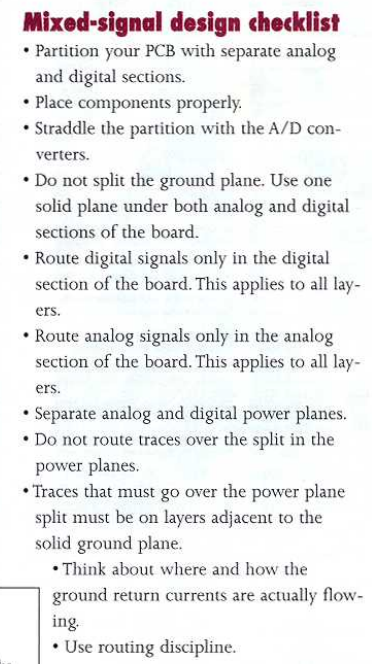 Mixed-signal design checklist
• Partition your PCB with separate analog
and digital sections.
• Place components properly.
• Straddle the partition with the A/D con-
verters.
• Do not split the ground plane. Use one
solid plane under both analog and digital
sections of the board.
• Route digital signals only in the digital
section of the board. This applies to all lay-
ers.
• Route analog signals only in the analog
section of the board. This applies to all lay-
ers.
• Separate analog and digital power planes.
• Do not route traces over the split in the
power planes.
• Traces that must go over the power plane
split must be on layers adjacent to the
solid ground plane.
• Think about where and how the
ground return currents are actually flow-
ing.
• Use routing discipline.